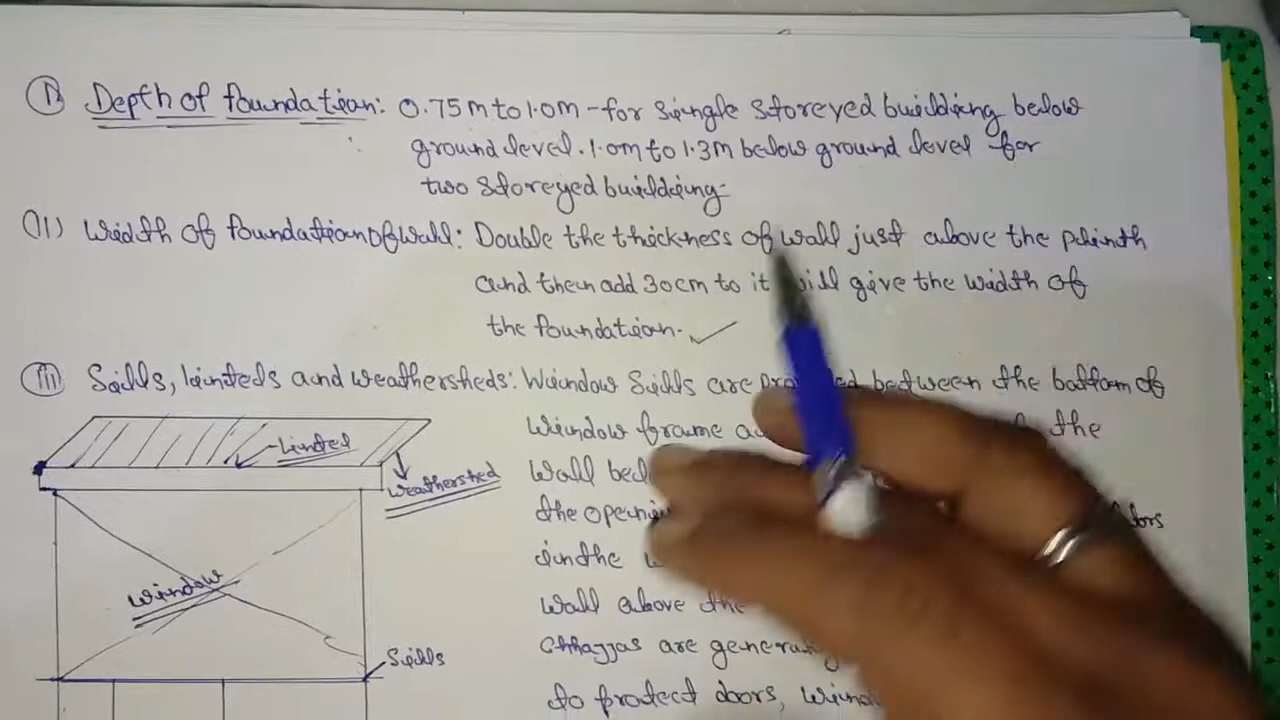 I) Depth of foundation: 0.75m to 1.0m - for single storeyed building below
ground level. 1.0m to 1.3m below ground level for
two storeyed building.
(II) Width of foundation of wall: Double the thickness of wall just above the plinth
and then add 30cm to it will give the width of
the foundation.
III) Sills, lintels and weathersheds: Window Sills are between the bottom of
Window frame the
Wall
the
in the
Wall above the
Chhajjas are
to protect doors,
Lintel
weathershed
Window
Sills